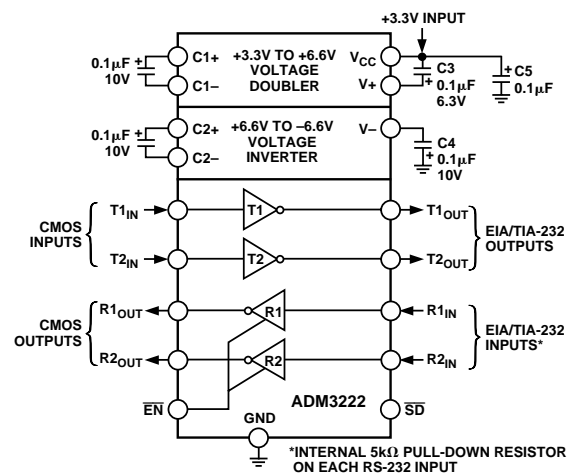 +3.3V INPUT
C1+
+3.3V TO +6.6V
VOLTAGE
DOUBLER
VCC
0.1µF
10V
+
C1–
V+
+
C3
0.1µF
6.3V
+
C5
0.1µF
C2+
+6.6V TO –6.6V
VOLTAGE
INVERTER
V–
0.1µF
10V
+
C2–
+
C4
0.1µF
10V
CMOS
INPUTS
T1IN
T1
T1OUT
EIA/TIA-232
OUTPUTS
T2IN
T2
T2OUT
CMOS
OUTPUTS
R1OUT
R1
R1IN
EIA/TIA-232
INPUTS*
R2OUT
R2
R2IN
E̅N̅
ADM3222
S̅D̅
GND
*INTERNAL 5kΩ PULL-DOWN RESISTOR
ON EACH RS-232 INPUT